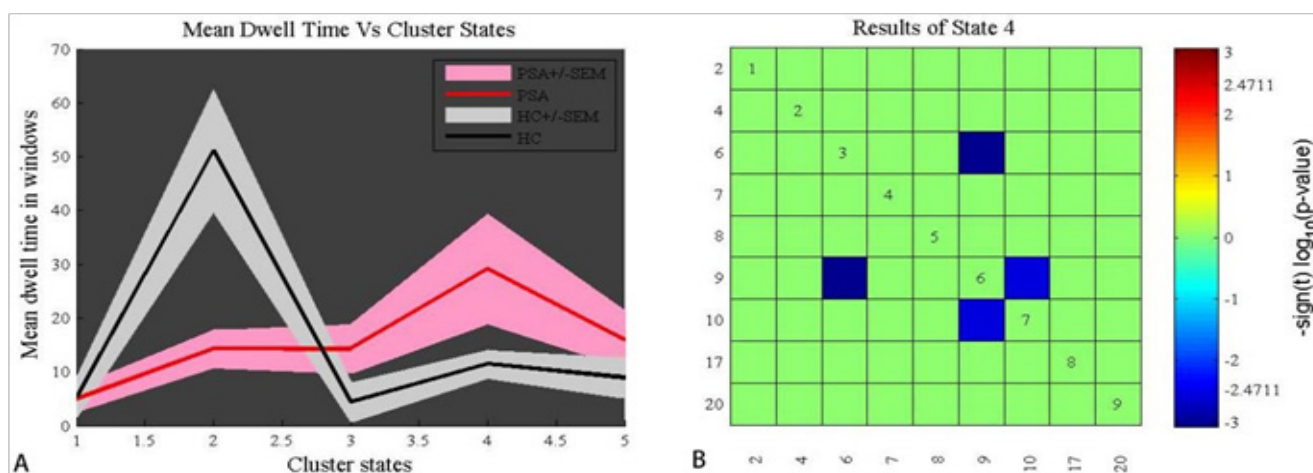 Mean Dwell Time Vs Cluster States
70
60
50
40
30
20
10
0
Mean dwell time in windows
PSA+/-SEM
PSA
HC+/-SEM
HC
1 1.5 2 2.5 3 3.5 4 4.5 5
Cluster states
A
Results of State 4
2 1
4 2
6 3
7 4
8 5
9 6
10 7
17 8
20 9
2 4 6 7 8 9 10 17 20
B
3
2.4711
2
1
0
-1
-2
-2.4711
-3
-sign(t) log10(p-value)